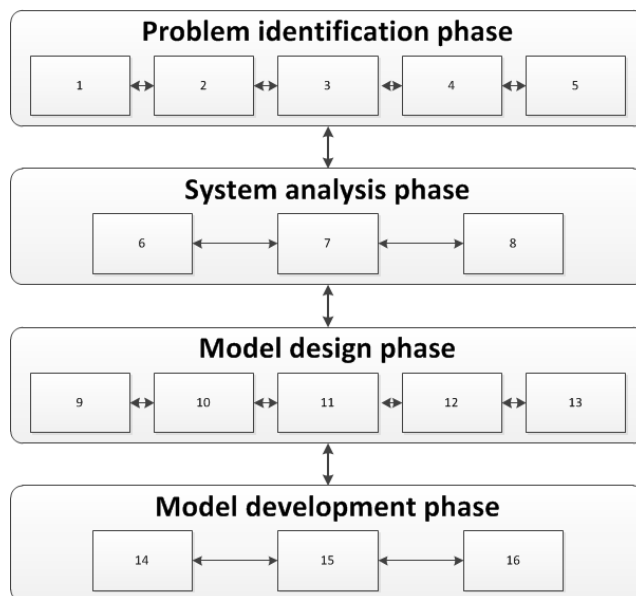 Problem identification phase
1 2 3 4 5
System analysis phase
6 7 8
Model design phase
9 10 11 12 13
Model development phase
14 15 16